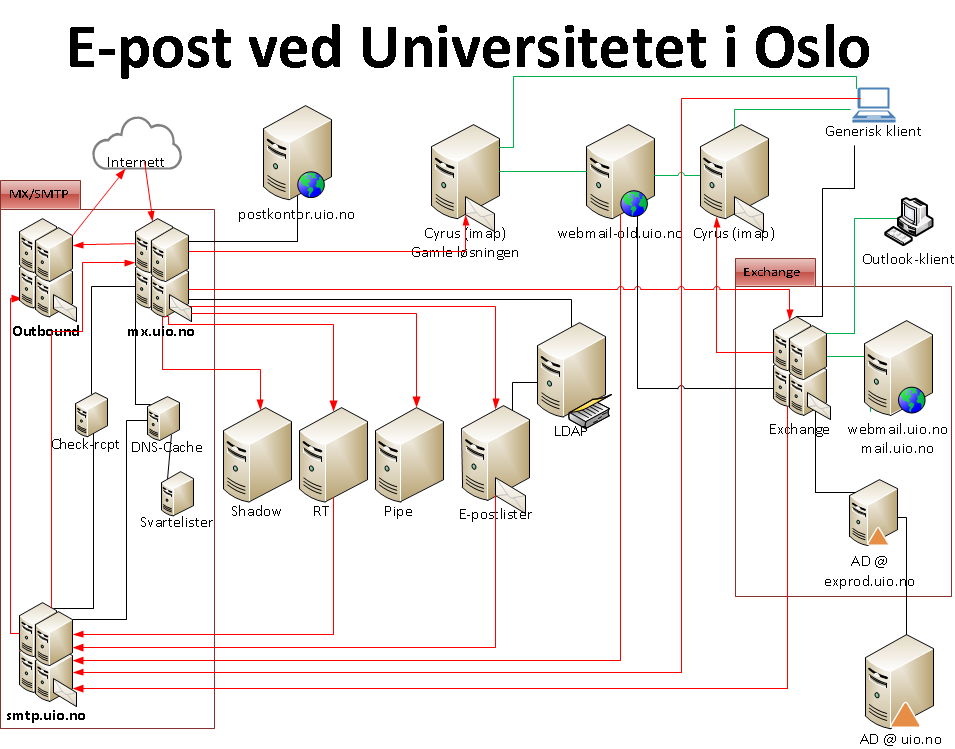 E-post ved Universitetet i Oslo
Internett
MX/SMTP
postkontor.uio.no
Cyrus (imap)
Gamle løsningen
webmail-old.uio.no
Cyrus (imap)
Generisk klient
Outlook-klient
Exchange
Outbound
mx.uio.no
Check-rcpt
DNS-Cache
Svartelister
LDAP
Exchange
webmail.uio.no
mail.uio.no
Shadow
RT
Pipe
E-postlister
AD @
exprod.uio.no
smtp.uio.no
AD @ uio.no